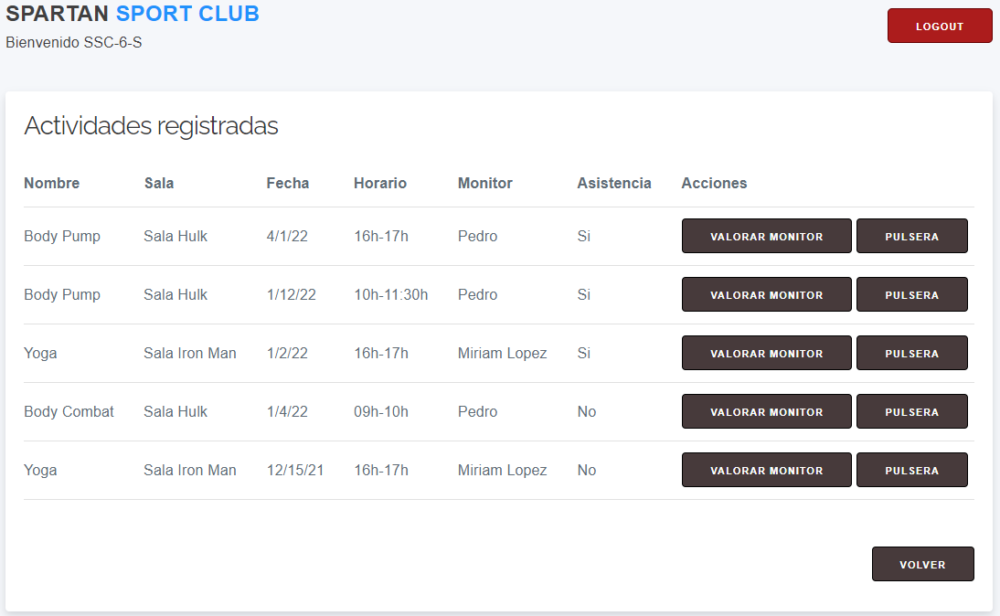 SPARTAN SPORT CLUB
LOGOUT
Bienvenido SSC-6-S
Actividades registradas
Nombre Sala Fecha Horario Monitor Asistencia Acciones
Body Pump Sala Hulk 4/1/22 16h-17h Pedro Si VALORAR MONITOR PULSERA
Body Pump Sala Hulk 1/12/22 10h-11:30h Pedro Si VALORAR MONITOR PULSERA
Yoga Sala Iron Man 1/2/22 16h-17h Miriam Lopez Si VALORAR MONITOR PULSERA
Body Combat Sala Hulk 1/4/22 09h-10h Pedro No VALORAR MONITOR PULSERA
Yoga Sala Iron Man 12/15/21 16h-17h Miriam Lopez No VALORAR MONITOR PULSERA
VOLVER